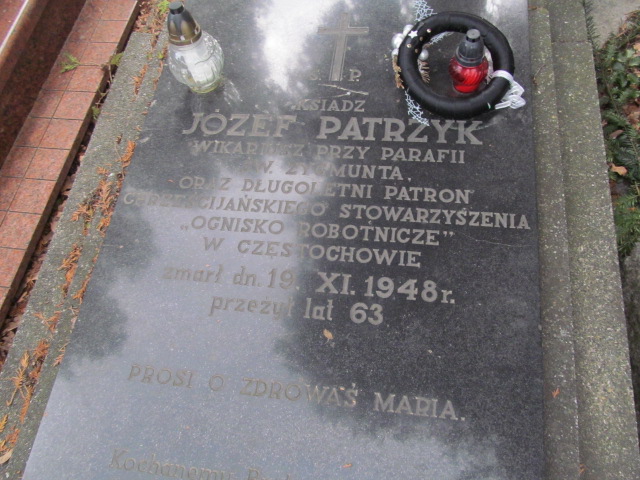 Ś. P.
KSIĄDZ
JÓZEF PATRZYK
WIKARIUSZ PRZY PARAFII
ŚW. ZYGMUNTA,
ORAZ DŁUGOLETNI PATRON
CHRZEŚCIJAŃSKIEGO STOWARZYSZENIA
„OGNISKO ROBOTNICZE"
W CZĘSTOCHOWIE
zmarł dn. 19. XI. 1948 r.
przeżył lat 63
PROSI O ZDROWAŚ MARIA.
Kochanemu